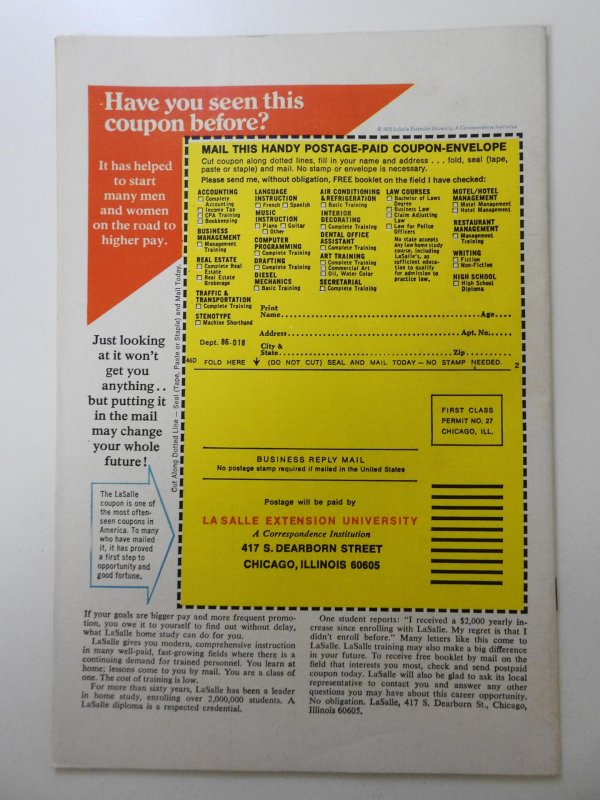 Have you seen this
coupon before?
© 1972 LaSalle Extension University, A Correspondence Institution
It has helped
to start
many men
and women
on the road to
higher pay.
Just looking
at it won't
get you
anything..
but putting it
in the mail
may change
your whole
future!
The LaSalle
coupon is one of
the most often-
seen coupons in
America. To many
who have mailed
it, it has proved
a first step to
opportunity and
good fortune.
Cut Along Dotted Line — Seal (Tape, Paste or Staple) and Mail Today.
MAIL THIS HANDY POSTAGE-PAID COUPON-ENVELOPE
Cut coupon along dotted lines, fill in your name and address ... fold, seal (tape,
paste or staple) and mail. No stamp or envelope is necessary.
Please send me, without obligation, FREE booklet on the field I have checked:
ACCOUNTING
Complete
Accounting
Income Tax
CPA Training
Bookkeeping
BUSINESS
MANAGEMENT
Management
Training
REAL ESTATE
Complete Real
Estate
Real Estate
Brokerage
TRAFFIC &
TRANSPORTATION
Complete Training
STENOTYPE
Machine Shorthand
LANGUAGE
INSTRUCTION
French Spanish
MUSIC
INSTRUCTION
Piano Guitar
Other
COMPUTER
PROGRAMMING
Complete Training
DRAFTING
Complete Training
DIESEL
MECHANICS
Basic Training
AIR CONDITIONING
& REFRIGERATION
Basic Training
INTERIOR
DECORATING
Complete Training
DENTAL OFFICE
ASSISTANT
Complete Training
ART TRAINING
Complete Training
Commercial Art
Oil, Water Color
SECRETARIAL
Complete Training
LAW COURSES
Bachelor of Laws
Degree
Business Law
Claim Adjusting
Law
Law for Police
Officers
No state accepts
any law home study
course, including
LaSalle's, as
sufficient educa-
tion to qualify
for admission to
practice law.
MOTEL/HOTEL
MANAGEMENT
Motel Management
Hotel Management
RESTAURANT
MANAGEMENT
Management
Training
WRITING
Fiction
Non-Fiction
HIGH SCHOOL
High School
Diploma
Print
Name Age
Address Apt. No.
Dept. 86-018
City &
State Zip
46D FOLD HERE ↓ (DO NOT CUT) SEAL AND MAIL TODAY—NO STAMP NEEDED. 2
FIRST CLASS
PERMIT NO. 27
CHICAGO, ILL.
BUSINESS REPLY MAIL
No postage stamp required if mailed in the United States
Postage will be paid by
LA SALLE EXTENSION UNIVERSITY
A Correspondence Institution
417 S. DEARBORN STREET
CHICAGO, ILLINOIS 60605
If your goals are bigger pay and more frequent promo-
tion, you owe it to yourself to find out without delay,
what LaSalle home study can do for you.
LaSalle gives you modern, comprehensive instruction
in many well-paid, fast-growing fields where there is a
continuing demand for trained personnel. You learn at
home; lessons come to you by mail. You are a class of
one. The cost of training is low.
For more than sixty years, LaSalle has been a leader
in home study, enrolling over 2,000,000 students. A
LaSalle diploma is a respected credential.
One student reports: "I received a $2,000 yearly in-
crease since enrolling with LaSalle. My regret is that I
didn't enroll before." Many letters like this come to
LaSalle. LaSalle training may also make a big difference
in your future. To receive free booklet by mail on the
field that interests you most, check and send postpaid
coupon today. LaSalle will also be glad to ask its local
representative to contact you and answer any other
questions you may have about this career opportunity.
No obligation. LaSalle, 417 S. Dearborn St., Chicago,
Illinois 60605.